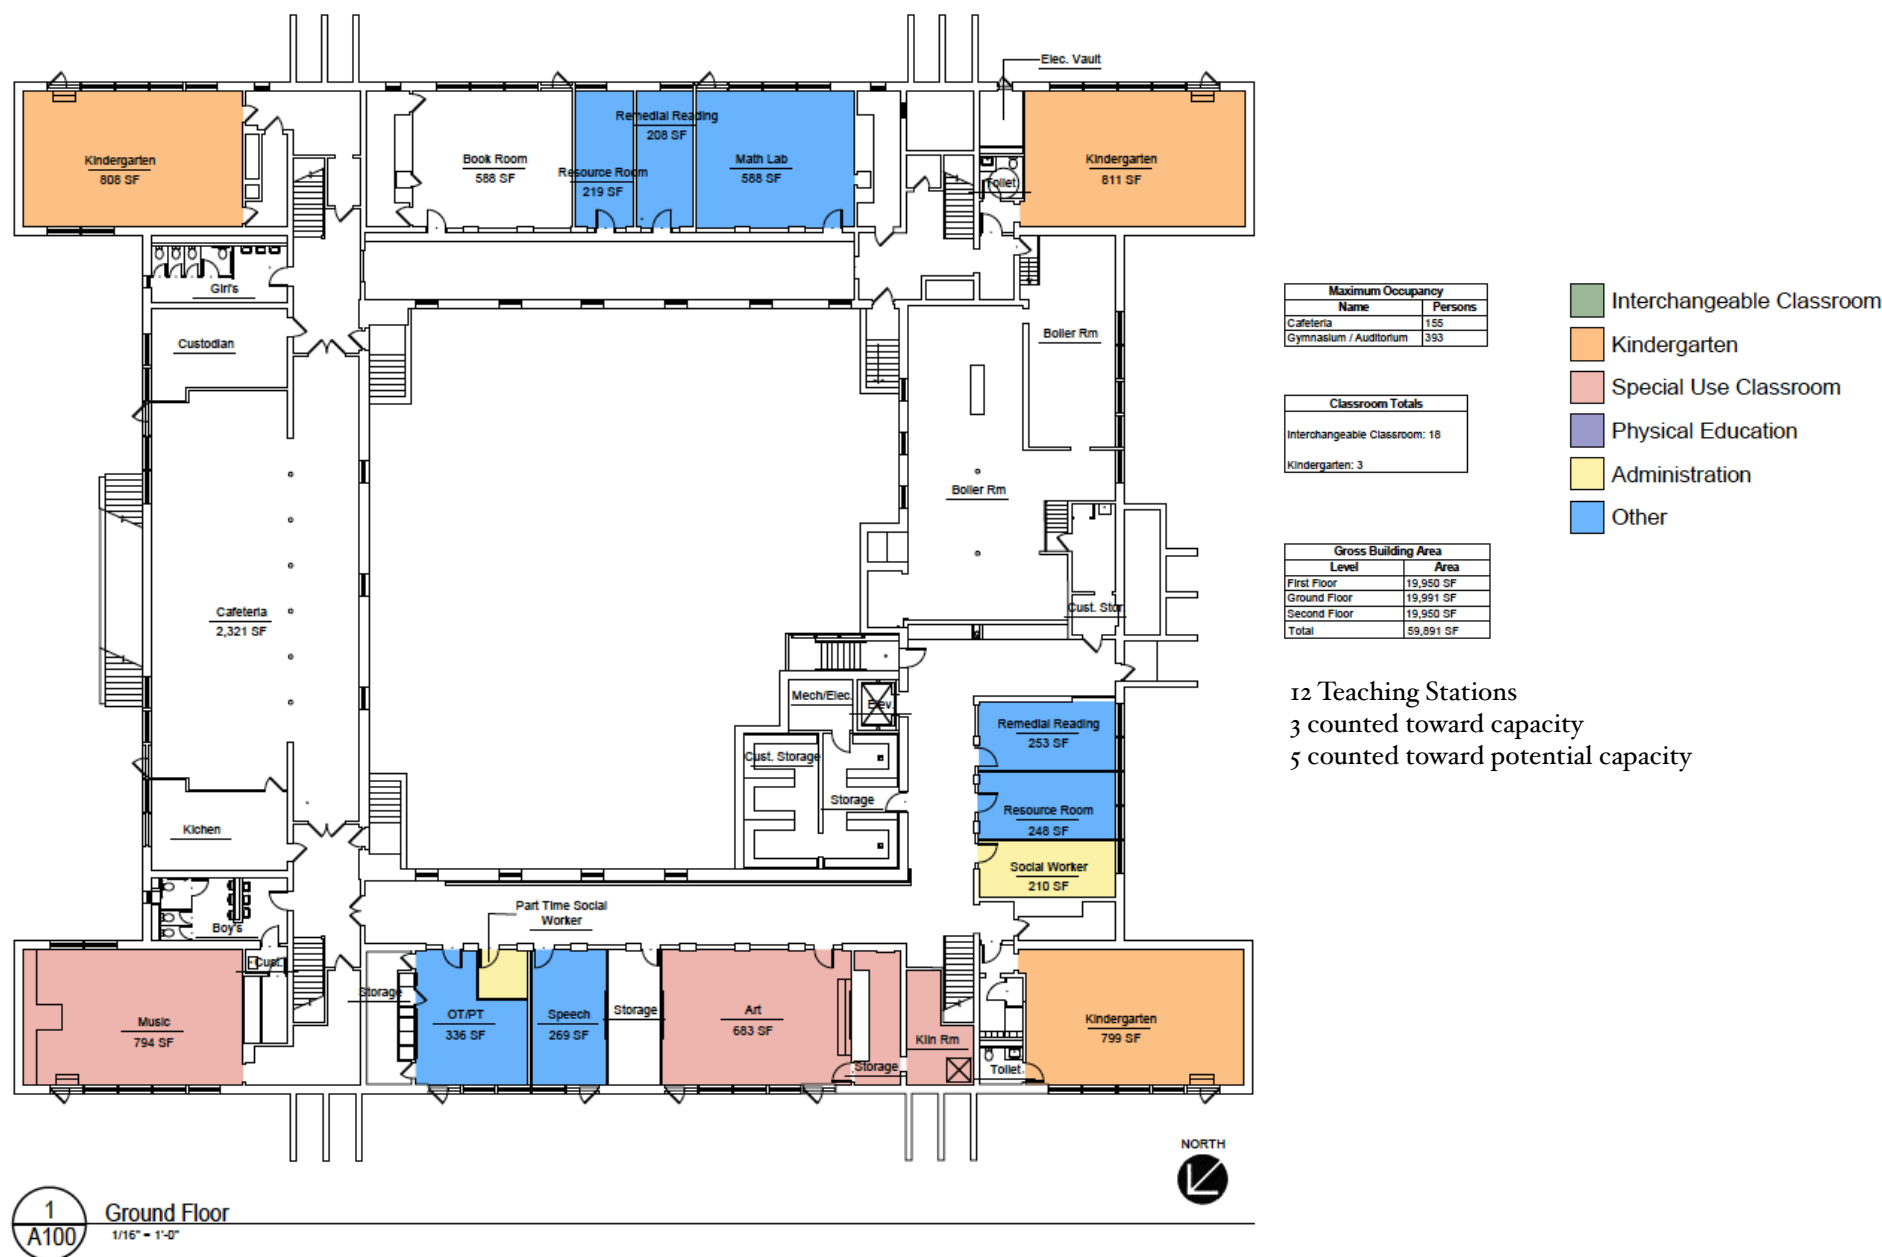 Elec. Vault
Kindergarten
808 SF
Book Room
588 SF
Resource Room
219 SF
Remedial Reading
208 SF
Math Lab
588 SF
Toilet
Kindergarten
811 SF
Girl's
Custodian
Boiler Rm
Boiler Rm
Cafeteria
2,321 SF
Cust. Stor.
Mech/Elec.
Elev.
Cust. Storage
Storage
Remedial Reading
253 SF
Resource Room
248 SF
Social Worker
210 SF
Kichen
Boy's
Cust.
Part Time Social
Worker
Music
794 SF
Storage
OT/PT
336 SF
Speech
269 SF
Storage
Art
683 SF
Storage
Kiln Rm
Toilet
Kindergarten
799 SF
Maximum Occupancy
Name Persons
Cafeteria 155
Gymnasium / Auditorium 393
Classroom Totals
Interchangeable Classroom: 18
Kindergarten: 3
Gross Building Area
Level Area
First Floor 19,950 SF
Ground Floor 19,991 SF
Second Floor 19,950 SF
Total 59,891 SF
12 Teaching Stations
3 counted toward capacity
5 counted toward potential capacity
Interchangeable Classroom
Kindergarten
Special Use Classroom
Physical Education
Administration
Other
NORTH
1
A100
Ground Floor
1/16" = 1'-0"